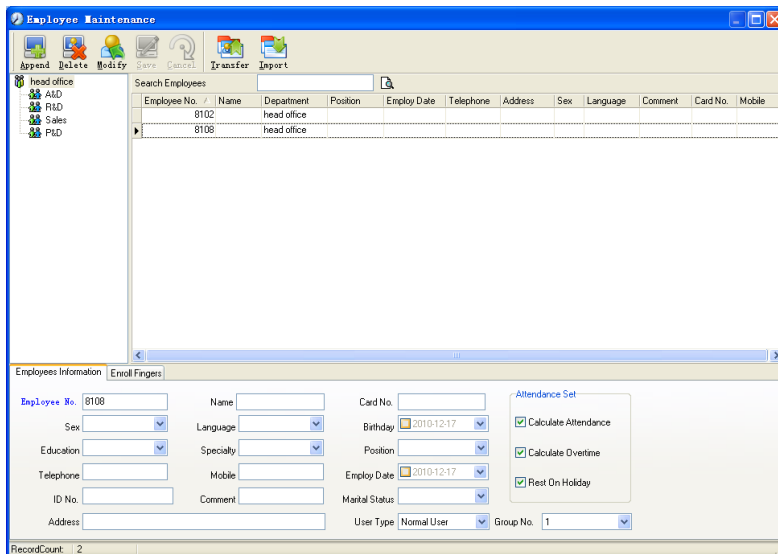 Employee Maintenance
Append Delete Modify Save Cancel Transfer Import
head office
A&D
R&D
Sales
P&D
Search Employees
Employee No. Name Department Position Employ Date Telephone Address Sex Language Comment Card No. Mobile
8102 head office
8108 head office
Employees Information Enroll Fingers
Employee No. 8108 Name Card No. Attendance Set
Sex Language Birthday 2010-12-17 Calculate Attendance
Education Specialty Position Calculate Overtime
Telephone Mobile Employ Date 2010-12-17 Rest On Holiday
ID No. Comment Marital Status
Address User Type Normal User Group No. 1
RecordCount: 2